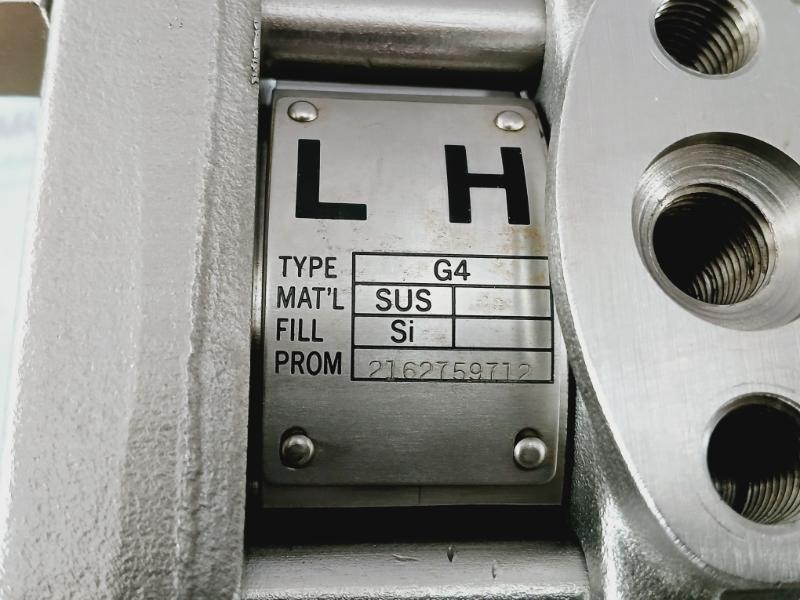 L H
TYPE G4
MAT'L SUS
FILL Si
PROM 2162759712